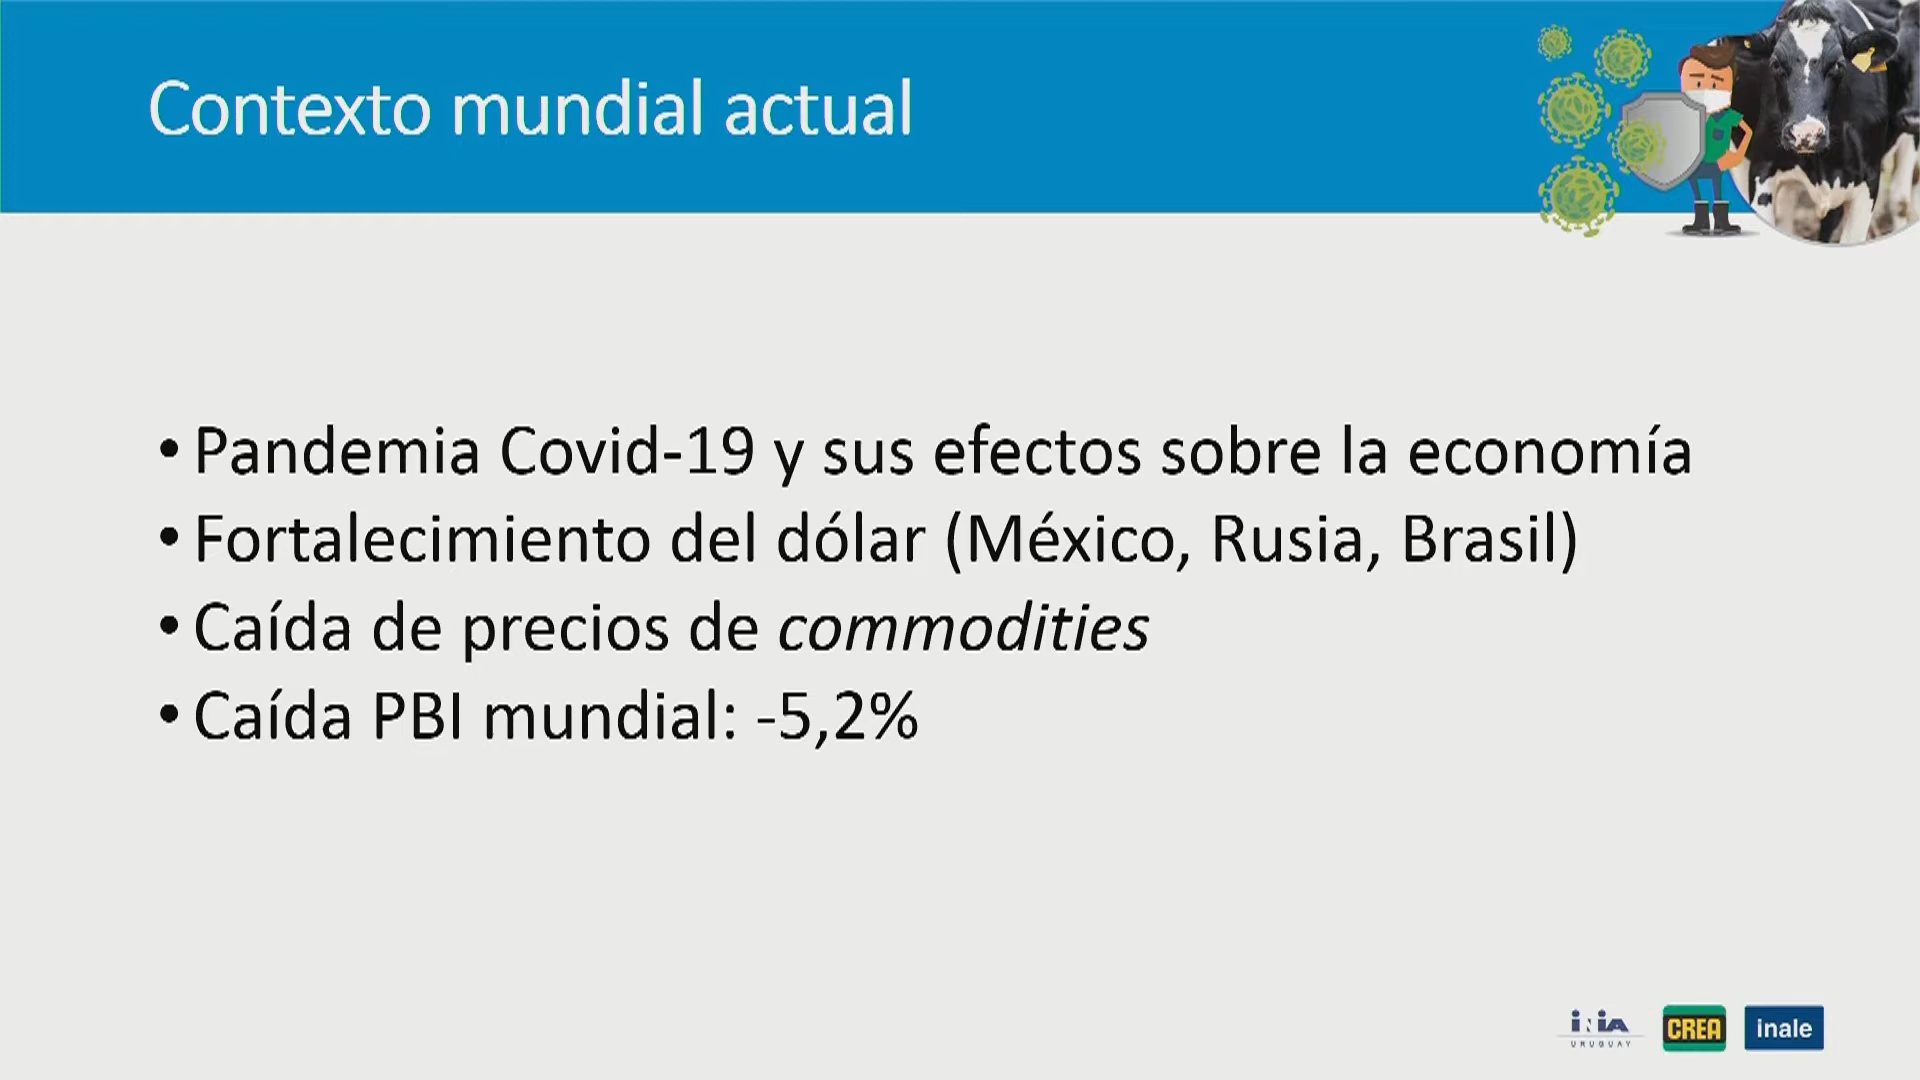 Contexto mundial actual
• Pandemia Covid-19 y sus efectos sobre la economía
• Fortalecimiento del dólar (México, Rusia, Brasil)
• Caída de precios de commodities
• Caída PBI mundial: -5,2%
inia
URUGUAY
CREA
inale